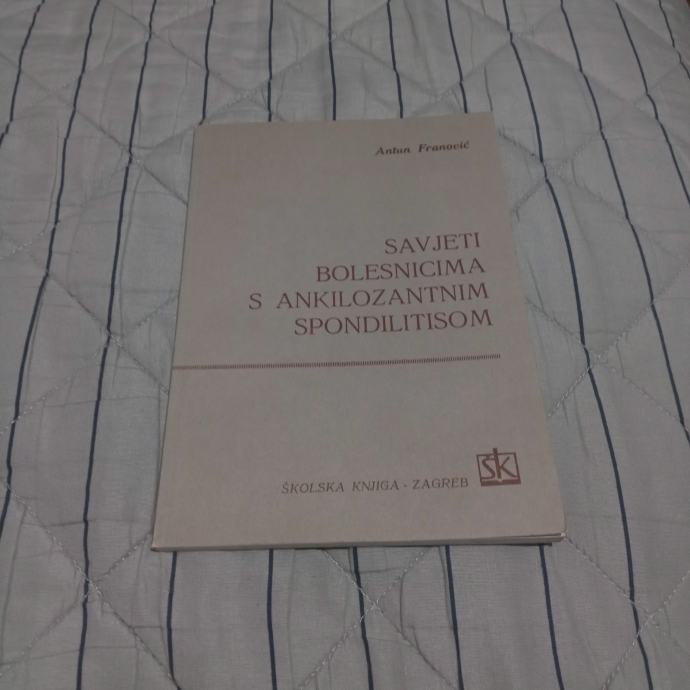 Antun Franović
SAVJETI
BOLESNICIMA
S ANKILOZANTNIM
SPONDILITISOM
ŠKOLSKA KNJIGA - ZAGREB
ŠK